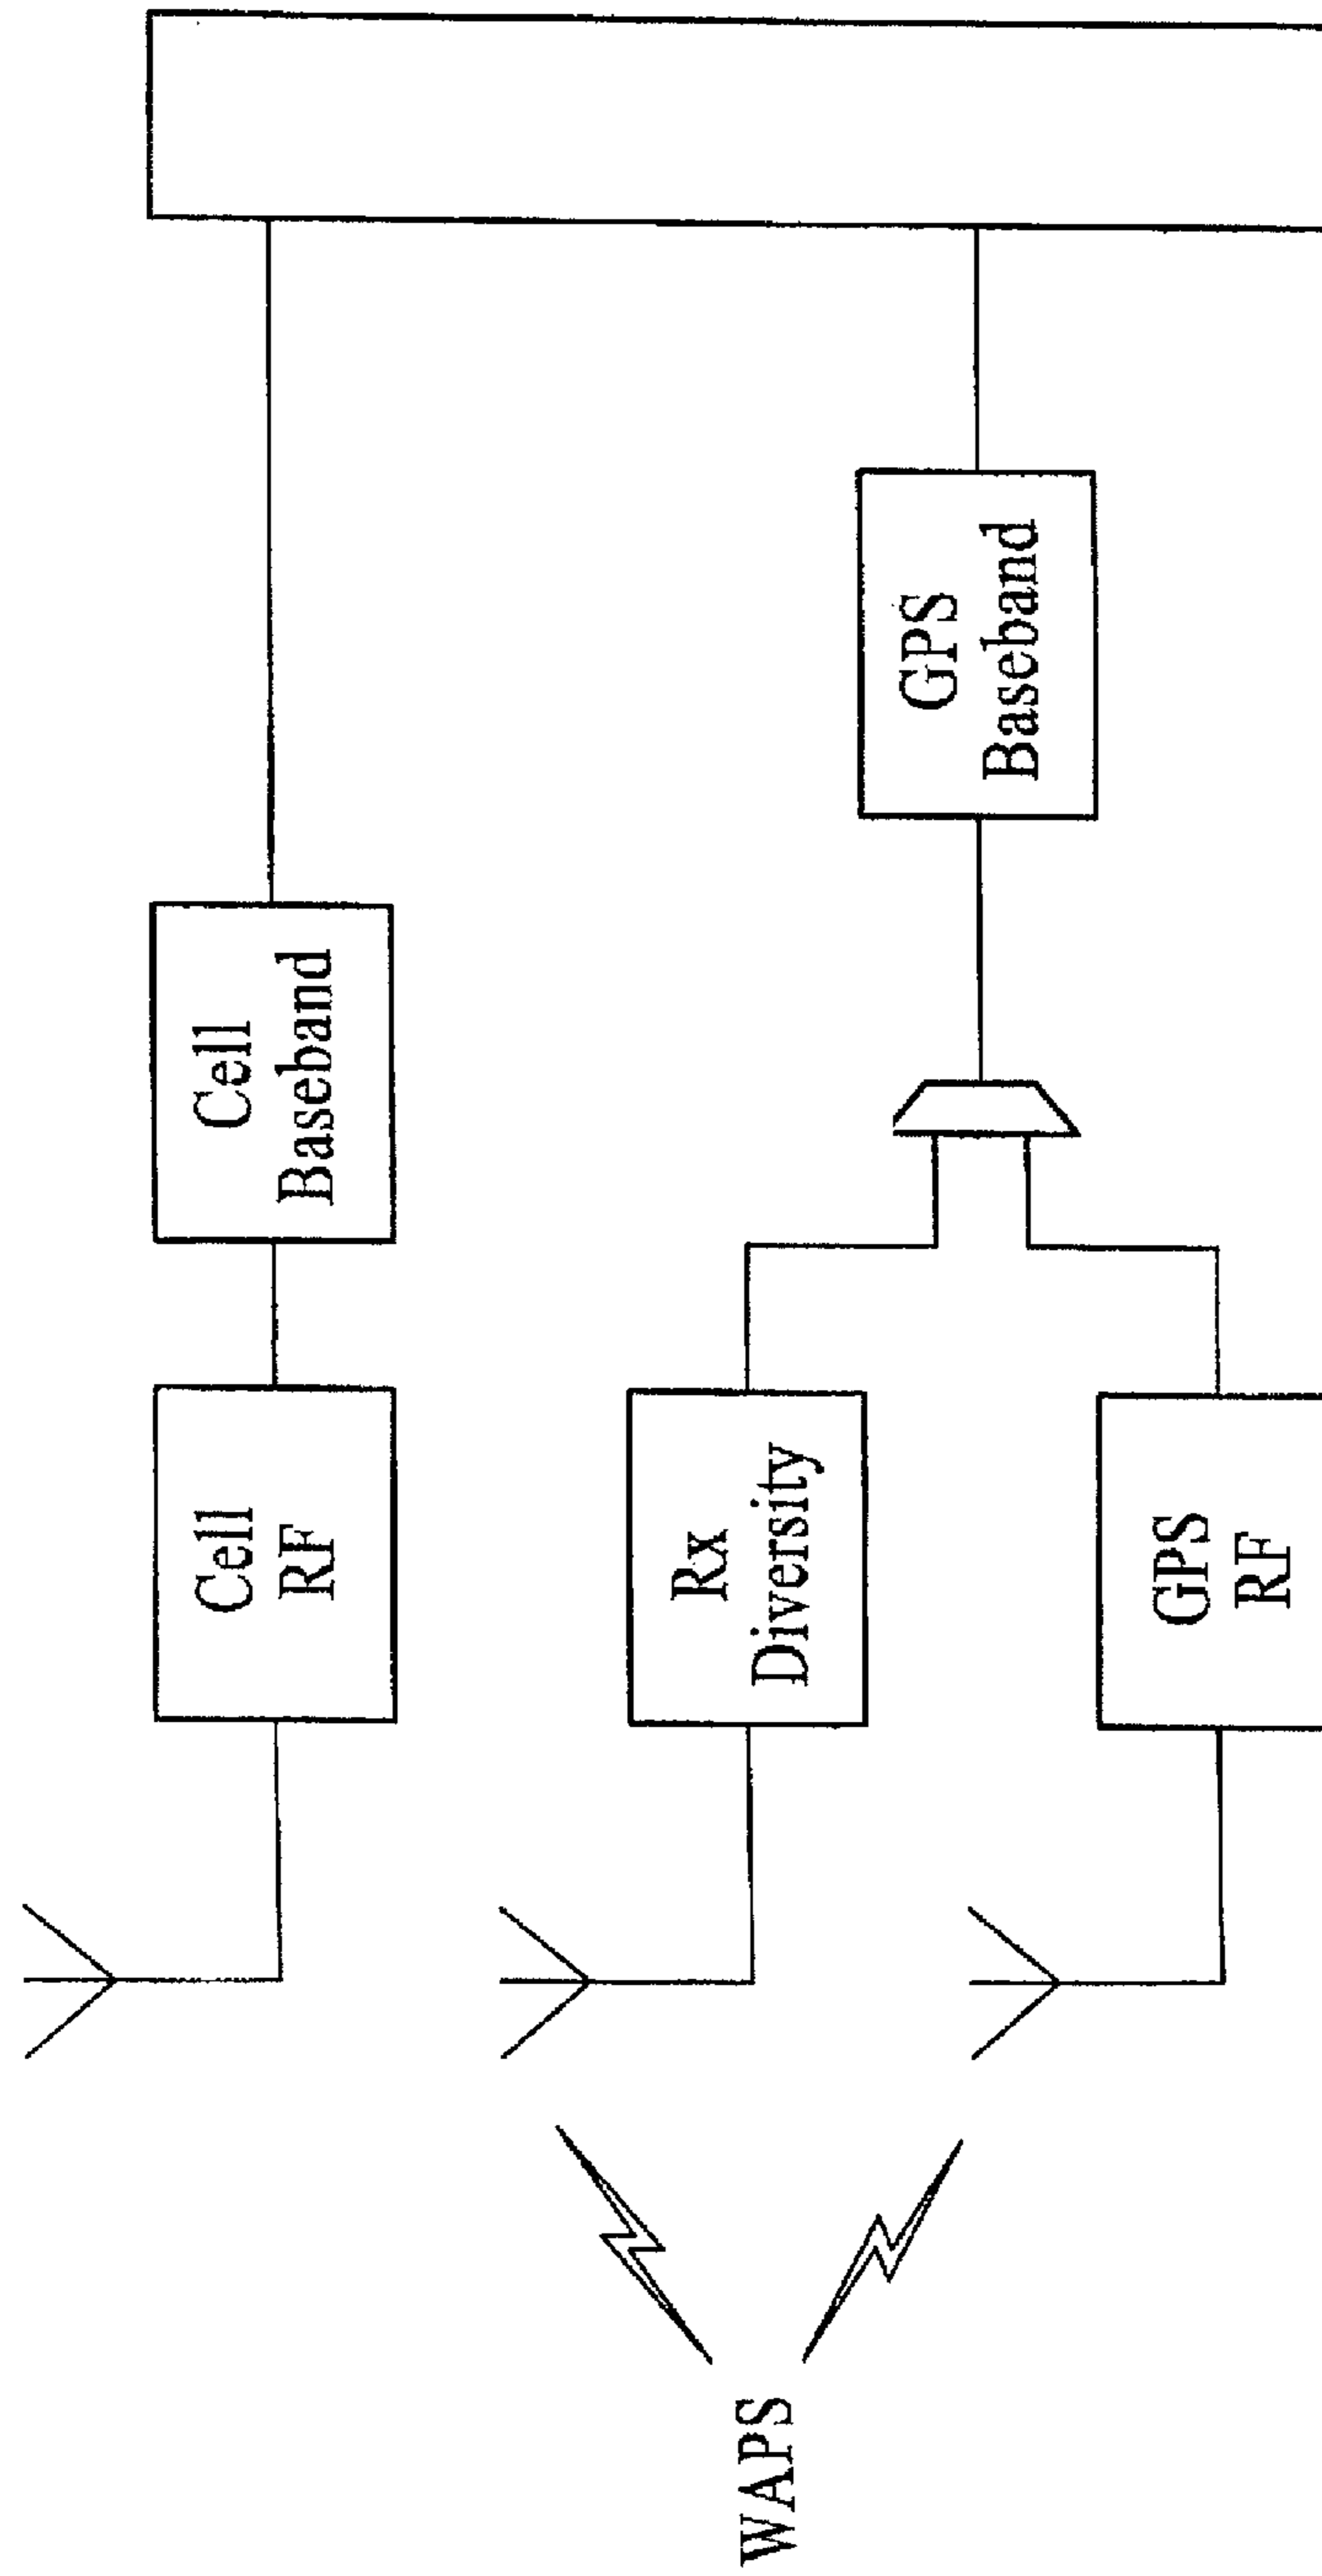 Cell
RF
Cell
Baseband
WAPS
Rx
Diversity
GPS
Baseband
GPS
RF